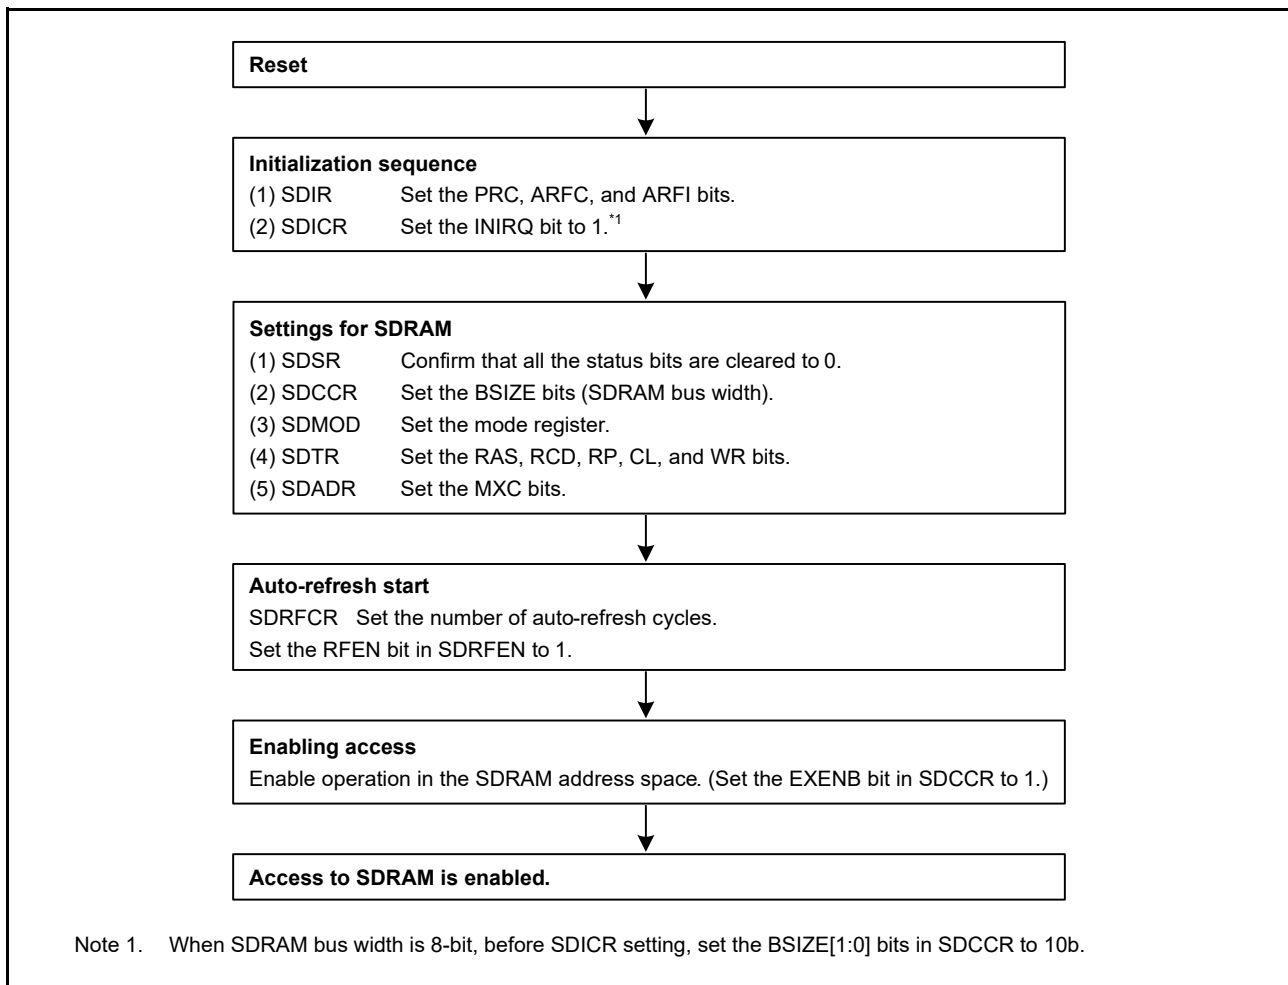 Reset
Initialization sequence
(1) SDIR Set the PRC, ARFC, and ARFI bits.
(2) SDICR Set the INIRQ bit to 1.*1
Settings for SDRAM
(1) SDSR Confirm that all the status bits are cleared to 0.
(2) SDCCR Set the BSIZE bits (SDRAM bus width).
(3) SDMOD Set the mode register.
(4) SDTR Set the RAS, RCD, RP, CL, and WR bits.
(5) SDADR Set the MXC bits.
Auto-refresh start
SDRFCR Set the number of auto-refresh cycles.
Set the RFEN bit in SDRFEN to 1.
Enabling access
Enable operation in the SDRAM address space. (Set the EXENB bit in SDCCR to 1.)
Access to SDRAM is enabled.
Note 1. When SDRAM bus width is 8-bit, before SDICR setting, set the BSIZE[1:0] bits in SDCCR to 10b.